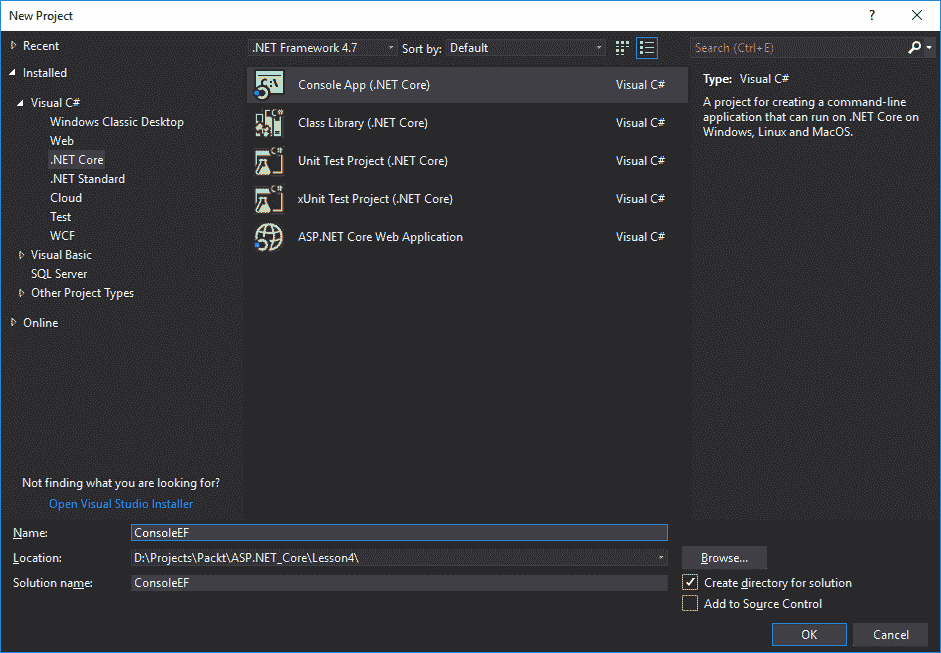 New Project
?
Recent
Installed
Visual C#
Windows Classic Desktop
Web
.NET Core
.NET Standard
Cloud
Test
WCF
Visual Basic
SQL Server
Other Project Types
Online
Not finding what you are looking for?
Open Visual Studio Installer
.NET Framework 4.7 Sort by: Default
Console App (.NET Core) Visual C#
Class Library (.NET Core) Visual C#
Unit Test Project (.NET Core) Visual C#
xUnit Test Project (.NET Core) Visual C#
ASP.NET Core Web Application Visual C#
Search (Ctrl+E)
Type: Visual C#
A project for creating a command-line
application that can run on .NET Core on
Windows, Linux and MacOS.
Name: ConsoleEF
Location: D:\Projects\Packt\ASP.NET_Core\Lesson4\ Browse...
Solution name: ConsoleEF
Create directory for solution
Add to Source Control
OK Cancel